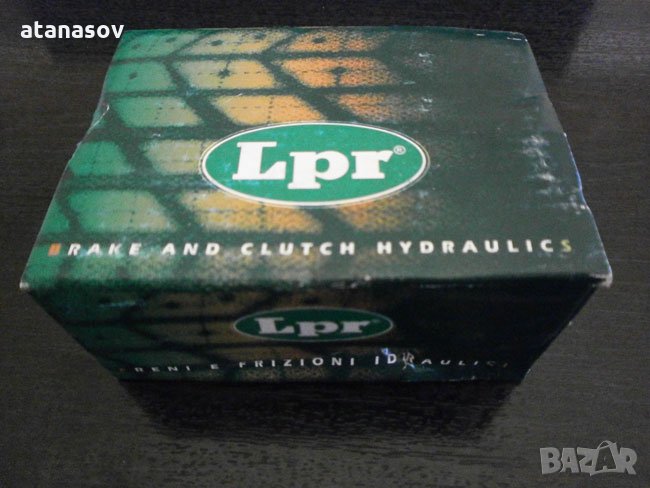 atanasov
Lpr®
BRAKE AND CLUTCH HYDRAULICS
Lpr
FRENI E FRIZIONI IDRAULICI
BAZAR